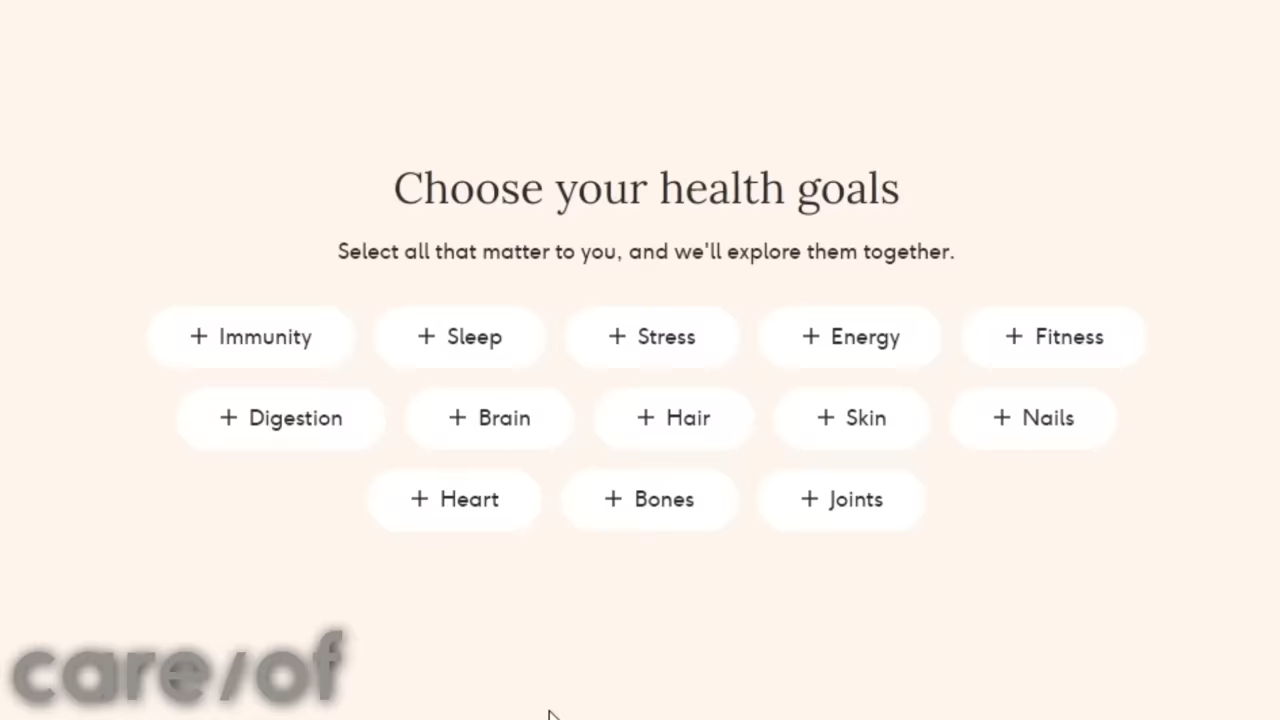 Choose your health goals
Select all that matter to you, and we'll explore them together.
+ Immunity + Sleep + Stress + Energy + Fitness
+ Digestion + Brain + Hair + Skin + Nails
+ Heart + Bones + Joints
care/of